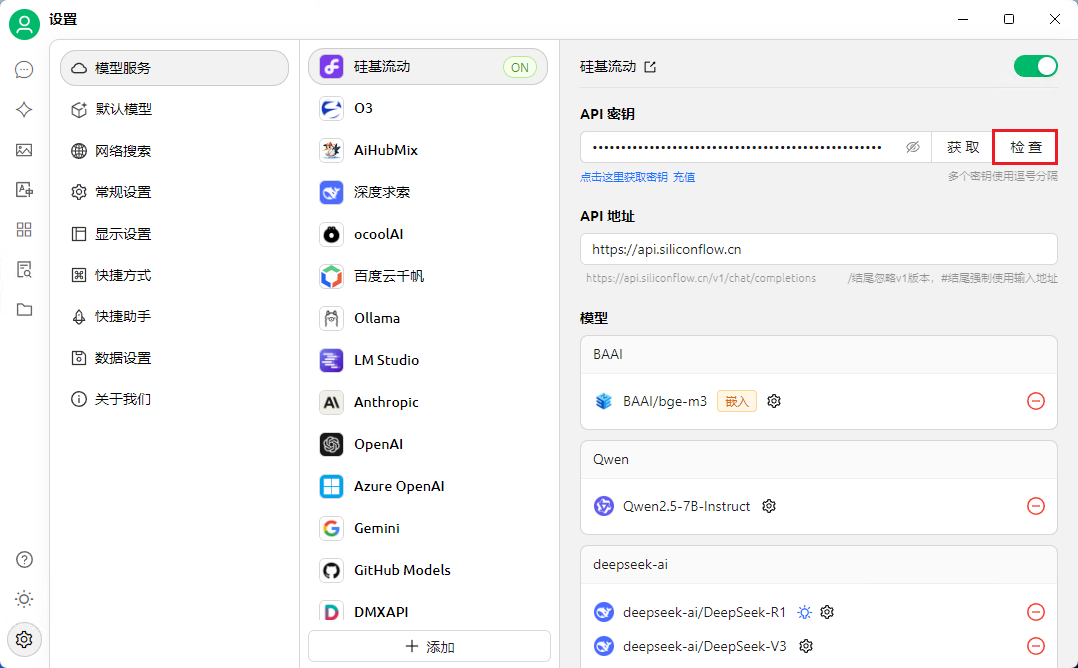 设置
模型服务
默认模型
网络搜索
常规设置
显示设置
快捷方式
快捷助手
数据设置
关于我们
硅基流动 ON
O3
AiHubMix
深度求索
ocoolAI
百度云千帆
Ollama
LM Studio
Anthropic
OpenAI
Azure OpenAI
Gemini
GitHub Models
DMXAPI
添加
硅基流动
API 密钥
获 取 检 查
点击这里获取密钥 充值 多个密钥使用逗号分隔
API 地址
https://api.siliconflow.cn
https://api.siliconflow.cn/v1/chat/completions /结尾忽略v1版本，#结尾强制使用输入地址
模型
BAAI
BAAI/bge-m3 嵌入
Qwen
Qwen2.5-7B-Instruct
deepseek-ai
deepseek-ai/DeepSeek-R1
deepseek-ai/DeepSeek-V3